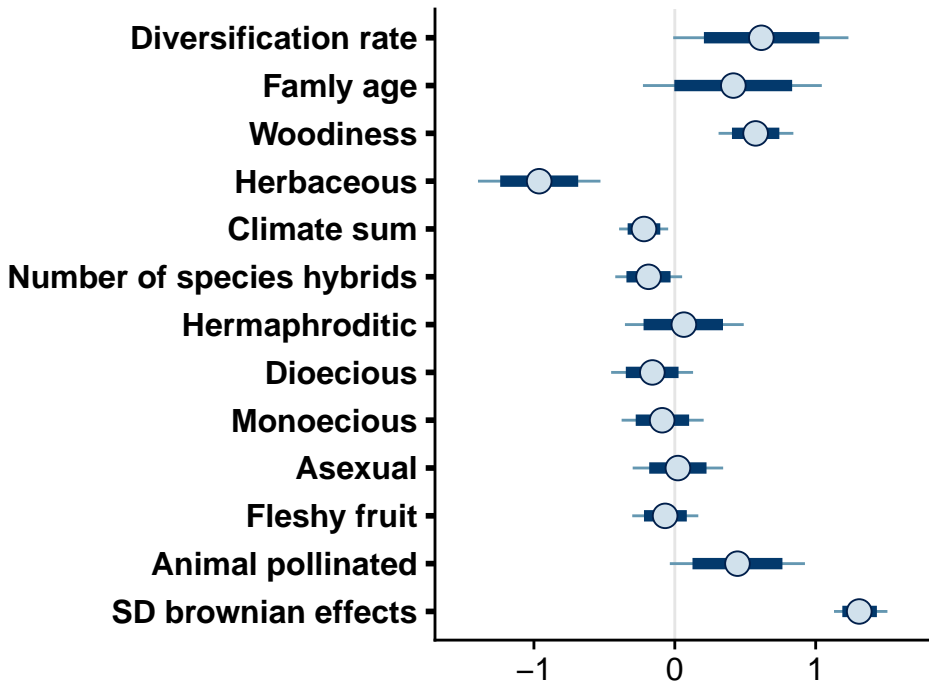 Diversification rate
Famly age
Woodiness
Herbaceous
Climate sum
Number of species hybrids
Hermaphroditic
Dioecious
Monoecious
Asexual
Fleshy fruit
Animal pollinated
SD brownian effects
−1 0 1